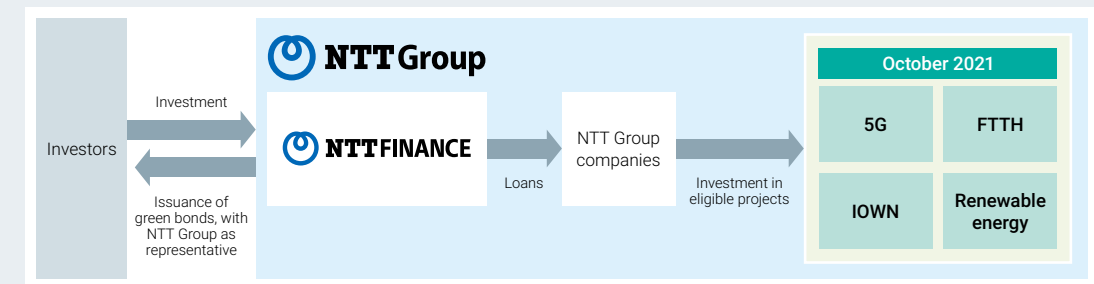 NTT Group
October 2021
Investment
Investors
Issuance of
green bonds, with
NTT Group as
representative
NTT FINANCE
Loans
NTT Group
companies
Investment in
eligible projects
5G
FTTH
IOWN
Renewable
energy